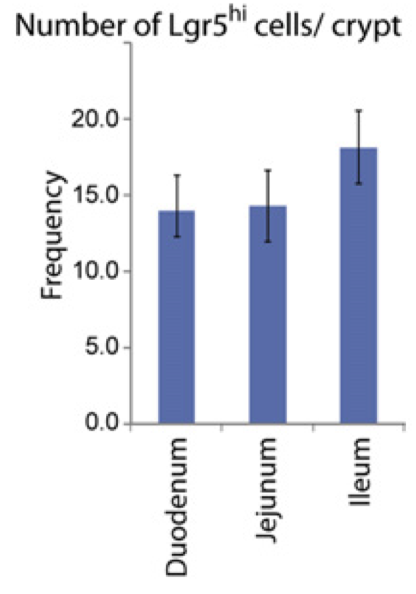 Number of Lgr5hi cells/ crypt
Frequency
20.0
15.0
10.0
5.0
0.0
Duodenum
Jejunum
Ileum